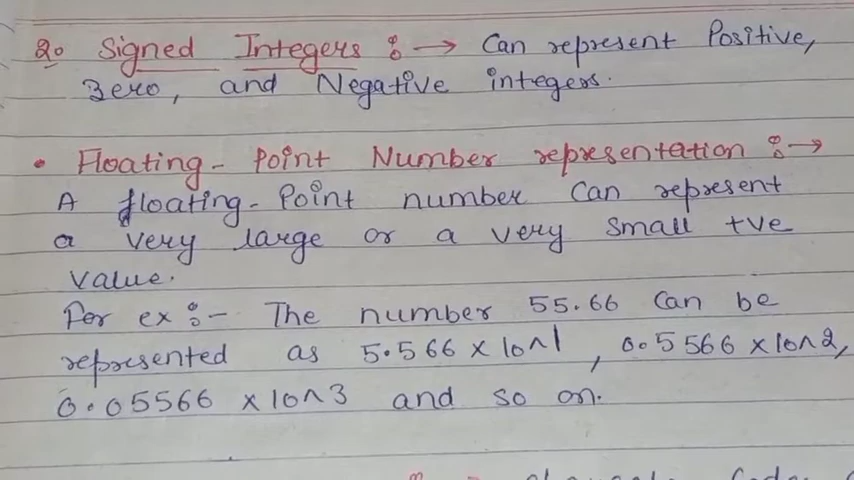 2. Signed Integers :→ Can represent Positive,
Zero, and Negative integers.
• Floating-Point Number representation :→
A floating-Point number can represent
a very large or a very small +ve
value.
For ex :- The number 55.66 can be
represented as 5.566 x 10^1, 0.5566 x 10^2,
0.05566 x 10^3 and so on.